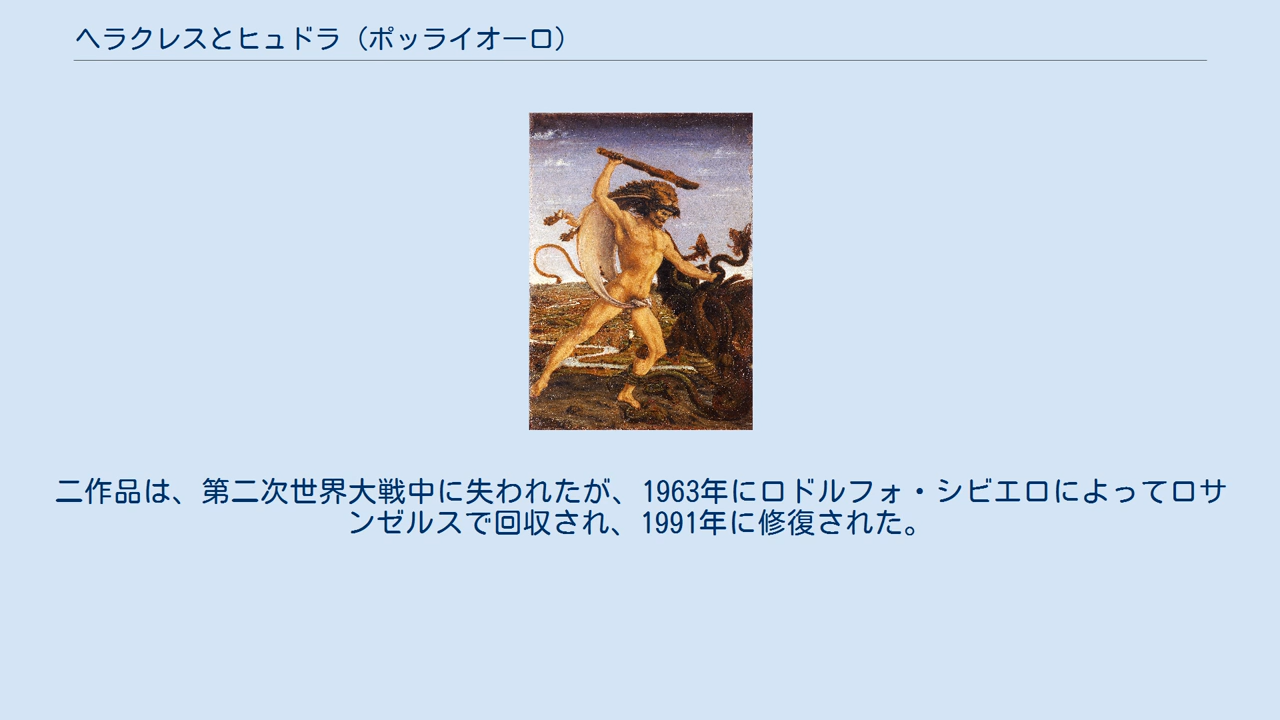 ヘラクレスとヒュドラ（ポッライオーロ）
二作品は、第二次世界大戦中に失われたが、1963年にロドルフォ・シビエロによってロサ
ンゼルスで回収され、1991年に修復された。